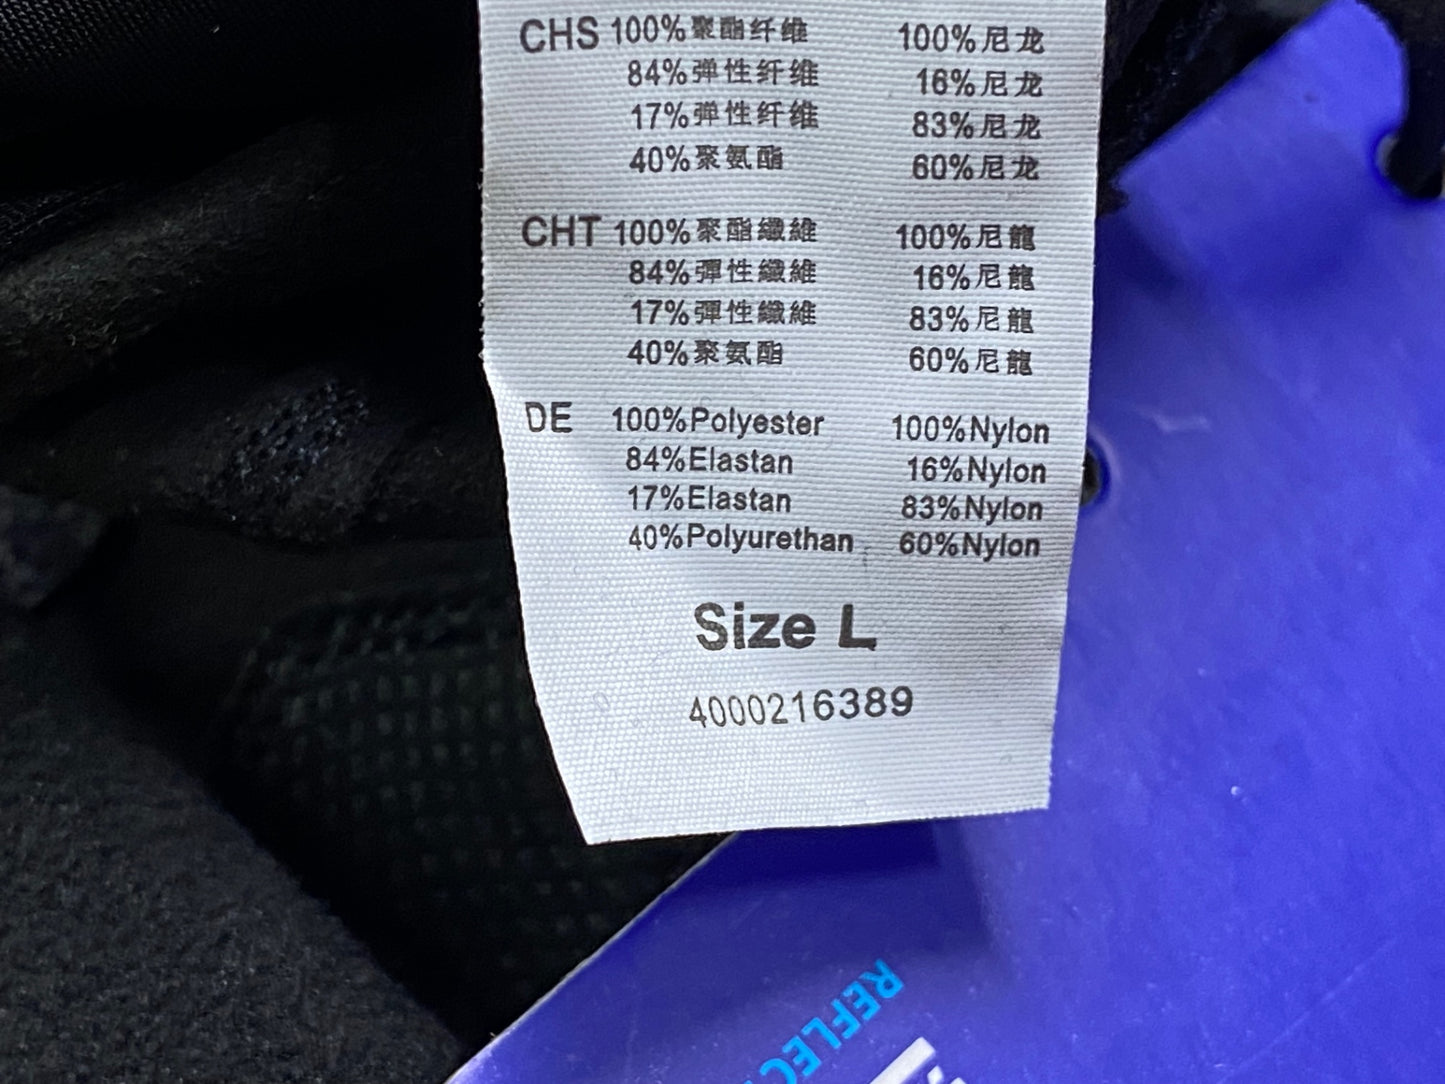 CHS 100%聚酯纤维 100%尼龙
84%弹性纤维 16%尼龙
17%弹性纤维 83%尼龙
40%聚氨酯 60%尼龙
CHT 100%聚酯纖維 100%尼龍
84%彈性纖維 16%尼龍
17%彈性纖維 83%尼龍
40%聚氨酯 60%尼龍
DE 100%Polyester 100%Nylon
84%Elastan 16%Nylon
17%Elastan 83%Nylon
40%Polyurethan 60%Nylon
Size L
4000216389